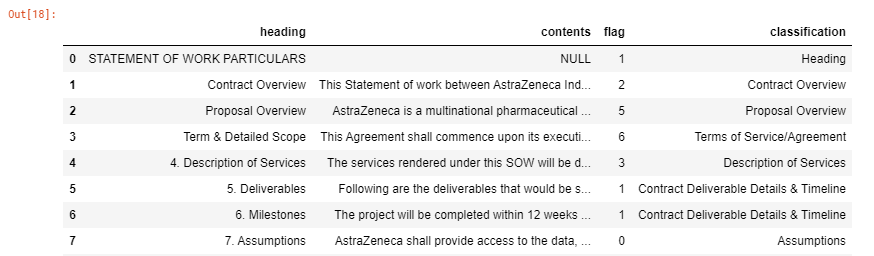 Out[18]:
heading contents flag classification
0 STATEMENT OF WORK PARTICULARS NULL 1 Heading
1 Contract Overview This Statement of work between AstraZeneca Ind... 2 Contract Overview
2 Proposal Overview AstraZeneca is a multinational pharmaceutical ... 5 Proposal Overview
3 Term & Detailed Scope This Agreement shall commence upon its executi... 6 Terms of Service/Agreement
4 4. Description of Services The services rendered under this SOW will be d... 3 Description of Services
5 5. Deliverables Following are the deliverables that would be s... 1 Contract Deliverable Details & Timeline
6 6. Milestones The project will be completed within 12 weeks ... 1 Contract Deliverable Details & Timeline
7 7. Assumptions AstraZeneca shall provide access to the data, ... 0 Assumptions